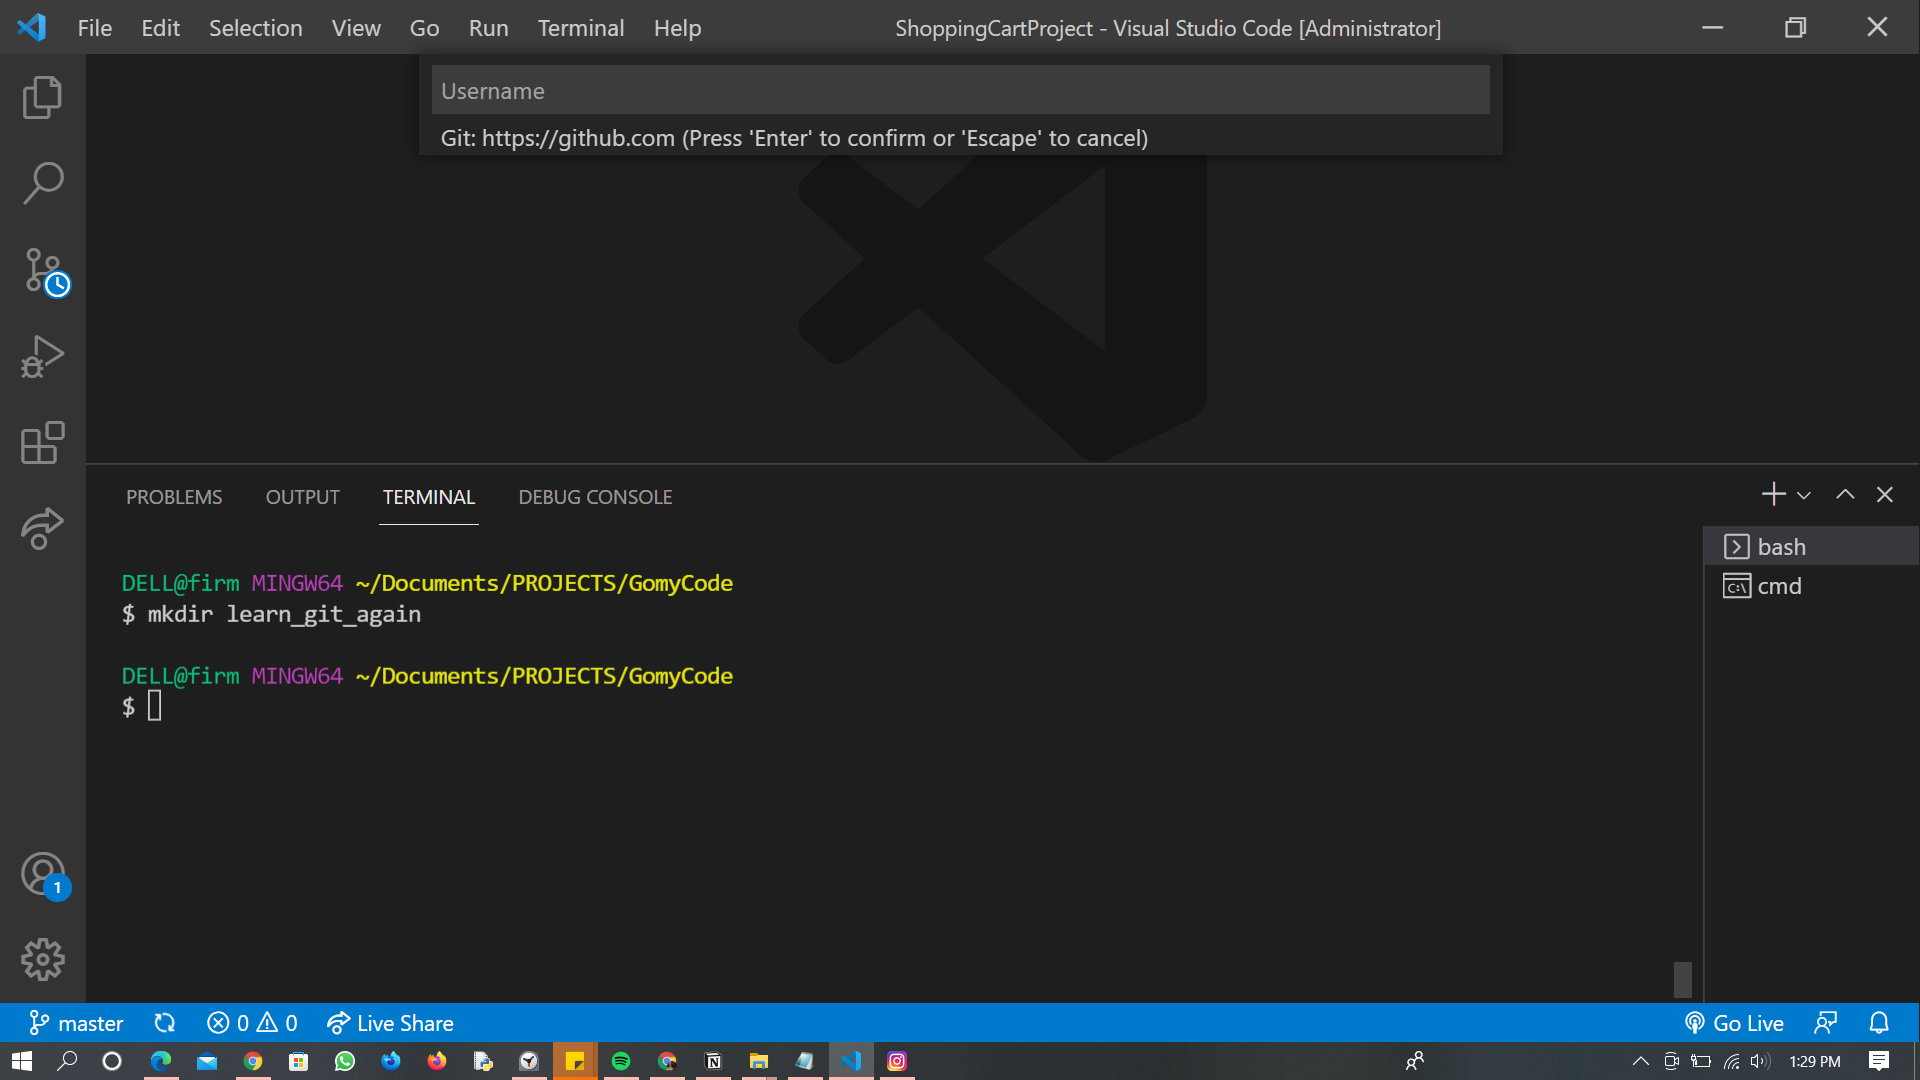 File Edit Selection View Go Run Terminal Help ShoppingCartProject - Visual Studio Code [Administrator]
Username
Git: https://github.com (Press 'Enter' to confirm or 'Escape' to cancel)
PROBLEMS OUTPUT TERMINAL DEBUG CONSOLE
bash
cmd
DELL@firm MINGW64 ~/Documents/PROJECTS/GomyCode
$ mkdir learn_git_again
DELL@firm MINGW64 ~/Documents/PROJECTS/GomyCode
$
1
master 0 0 Live Share Go Live
1:29 PM